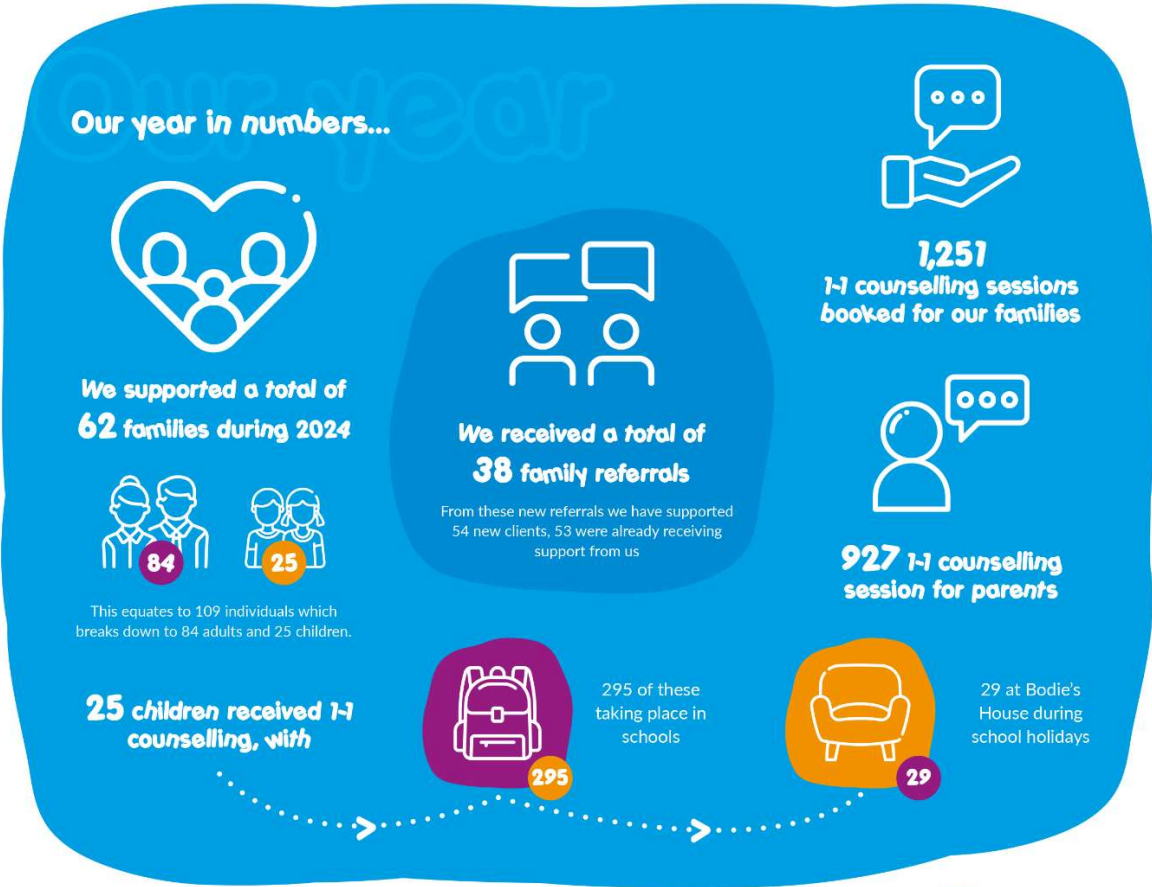 Our year
Our year in numbers...
We supported a total of
62 families during 2024
84
25
This equates to 109 individuals which
breaks down to 84 adults and 25 children.
We received a total of
38 family referrals
From these new referrals we have supported
54 new clients, 53 were already receiving
support from us
1,251
1-1 counselling sessions
booked for our families
927 1-1 counselling
session for parents
25 children received 1-1
counselling, with
295
295 of these
taking place in
schools
29
29 at Bodie's
House during
school holidays